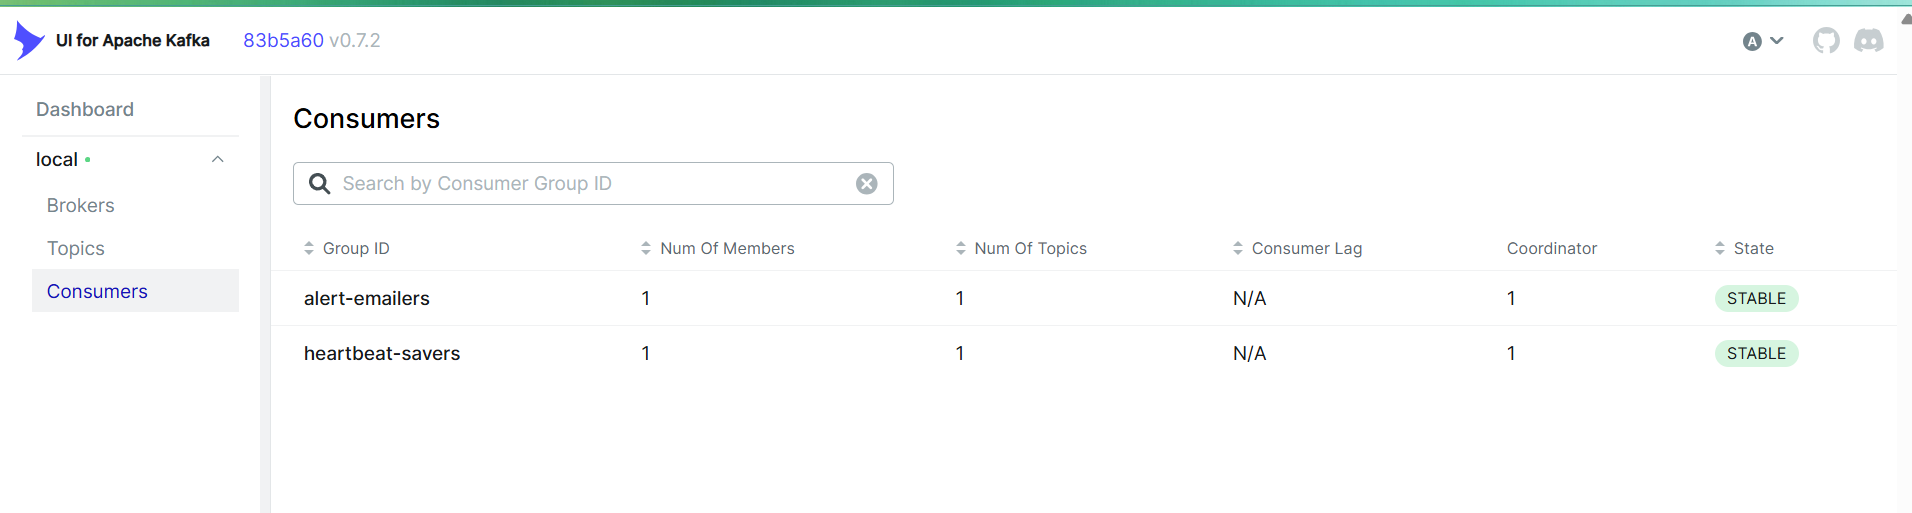 UI for Apache Kafka 83b5a60 v0.7.2 A
Dashboard
local
Brokers
Topics
Consumers
Consumers
Search by Consumer Group ID
Group ID Num Of Members Num Of Topics Consumer Lag Coordinator State
alert-emailers 1 1 N/A 1 STABLE
heartbeat-savers 1 1 N/A 1 STABLE